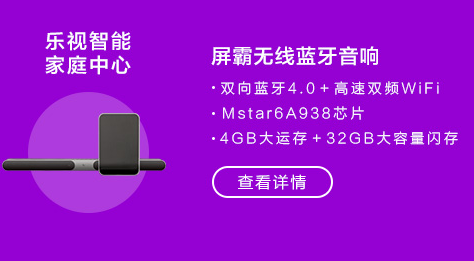 乐视智能
家庭中心
屏霸无线蓝牙音响
·双向蓝牙4.0+高速双频WiFi
·Mstar6A938芯片
·4GB大运存+32GB大容量闪存
查看详情